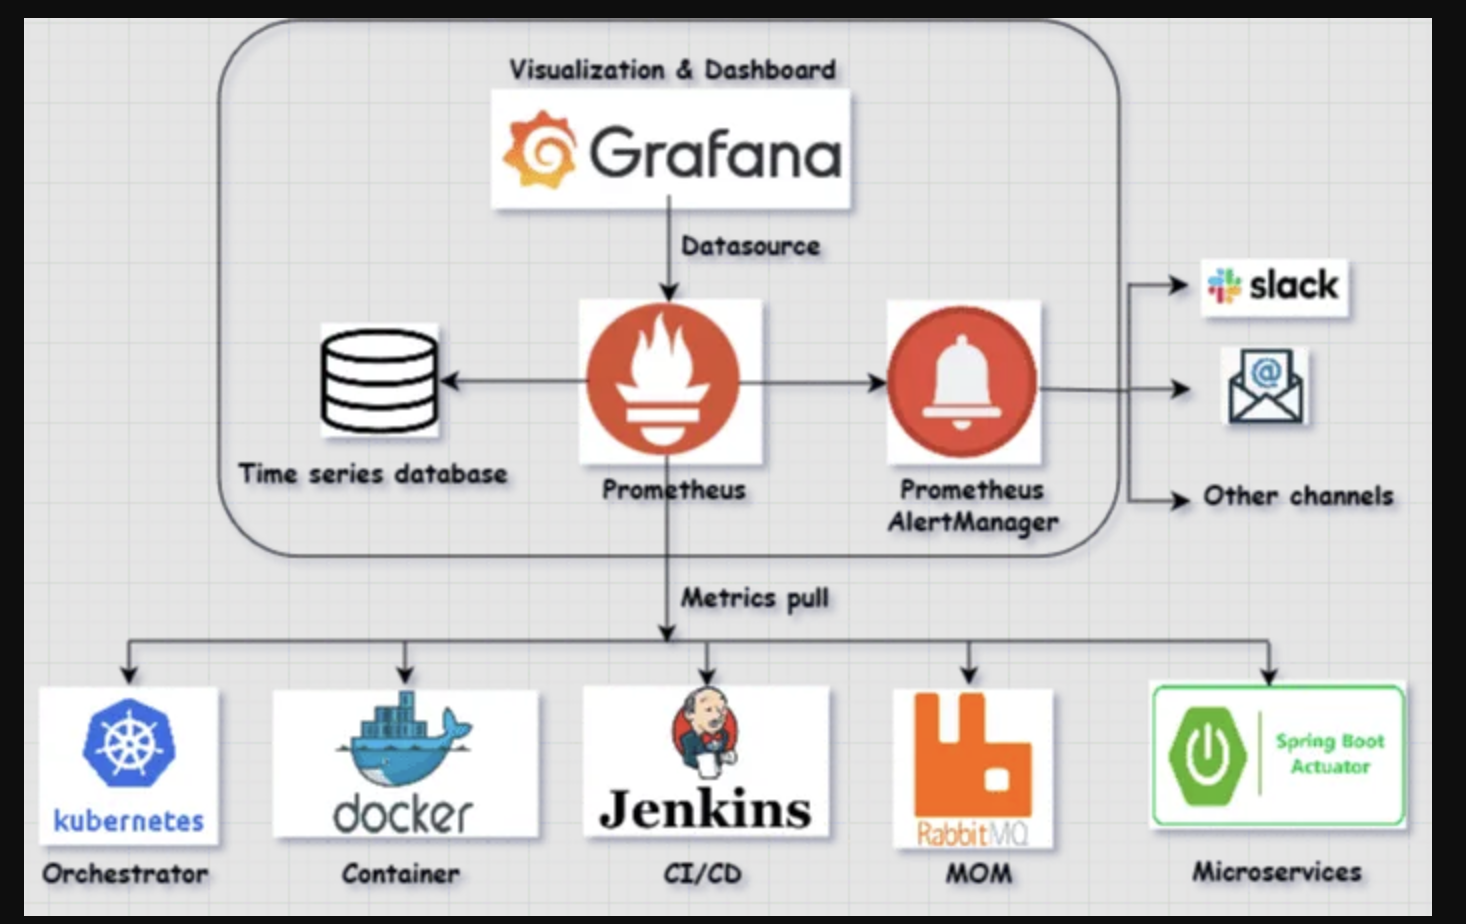 Visualization & Dashboard
Grafana
Datasource
slack
@
Time series database
Prometheus
Prometheus
AlertManager
Other channels
Metrics pull
kubernetes
docker
Jenkins
RabbitMQ
Spring Boot
Actuator
Orchestrator
Container
CI/CD
MOM
Microservices